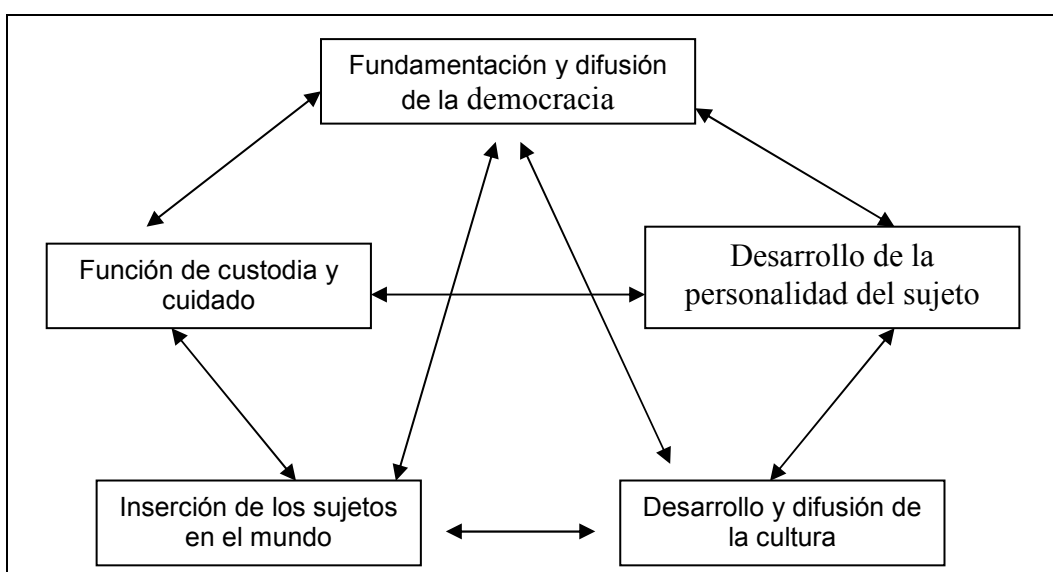 Fundamentación y difusión
de la democracia
Función de custodia y
cuidado
Desarrollo de la
personalidad del sujeto
Inserción de los sujetos
en el mundo
Desarrollo y difusión de
la cultura